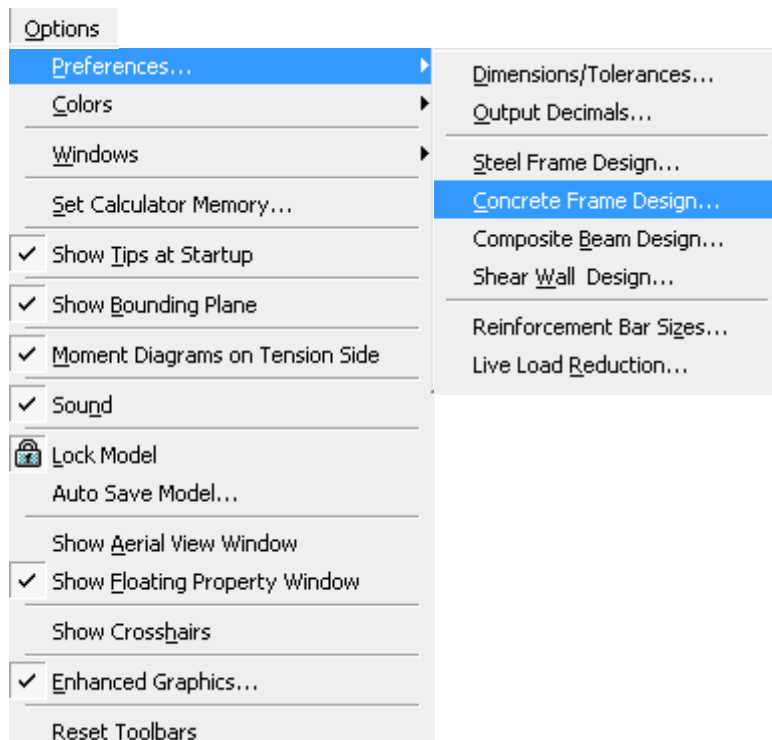 Options
Preferences...
Colors
Windows
Set Calculator Memory...
Show Tips at Startup
Show Bounding Plane
Moment Diagrams on Tension Side
Sound
Lock Model
Auto Save Model...
Show Aerial View Window
Show Floating Property Window
Show Crosshairs
Enhanced Graphics...
Reset Toolbars
Dimensions/Tolerances...
Output Decimals...
Steel Frame Design...
Concrete Frame Design...
Composite Beam Design...
Shear Wall Design...
Reinforcement Bar Sizes...
Live Load Reduction...